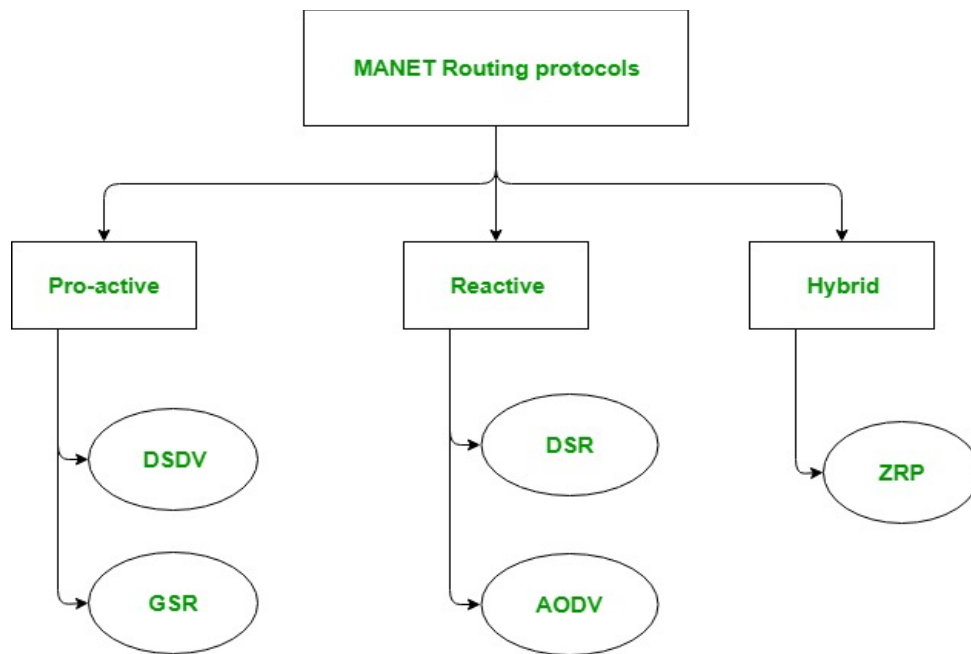 MANET Routing protocols
Pro-active
Reactive
Hybrid
DSDV
DSR
ZRP
GSR
AODV